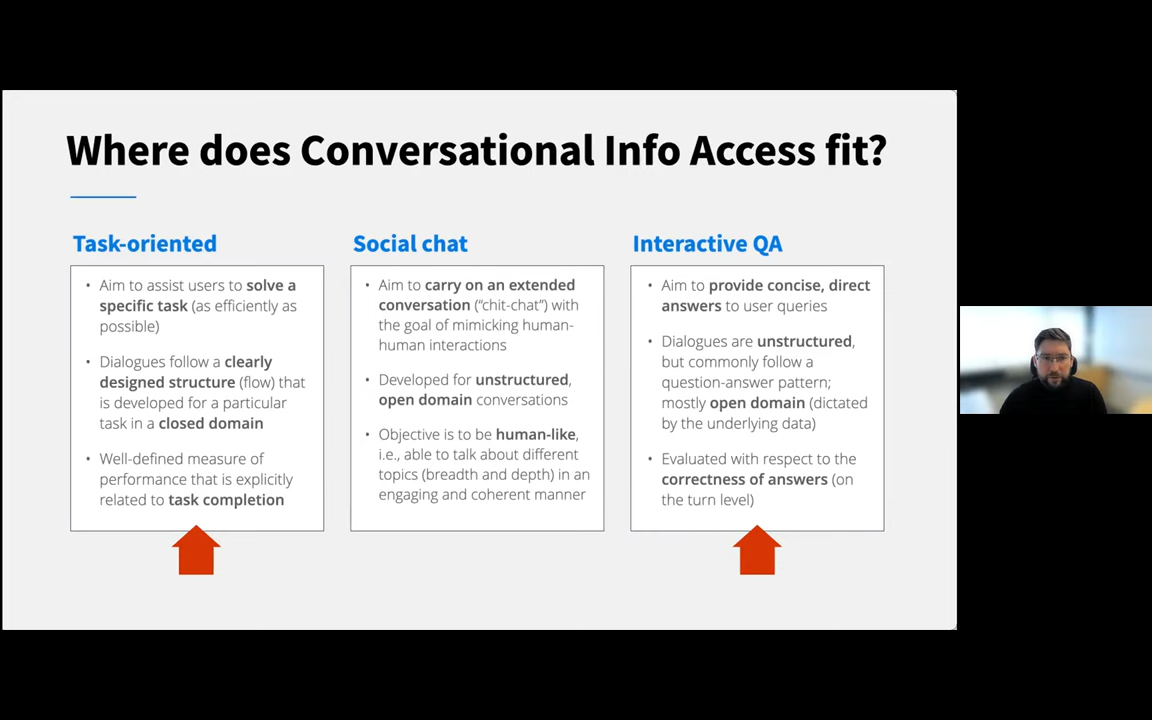 Where does Conversational Info Access fit?
Task-oriented
• Aim to assist users to solve a
specific task (as efficiently as
possible)
• Dialogues follow a clearly
designed structure (flow) that
is developed for a particular
task in a closed domain
• Well-defined measure of
performance that is explicitly
related to task completion
Social chat
• Aim to carry on an extended
conversation (“chit-chat”) with
the goal of mimicking human-
human interactions
• Developed for unstructured,
open domain conversations
• Objective is to be human-like,
i.e., able to talk about different
topics (breadth and depth) in an
engaging and coherent manner
Interactive QA
• Aim to provide concise, direct
answers to user queries
• Dialogues are unstructured,
but commonly follow a
question-answer pattern;
mostly open domain (dictated
by the underlying data)
• Evaluated with respect to the
correctness of answers (on
the turn level)